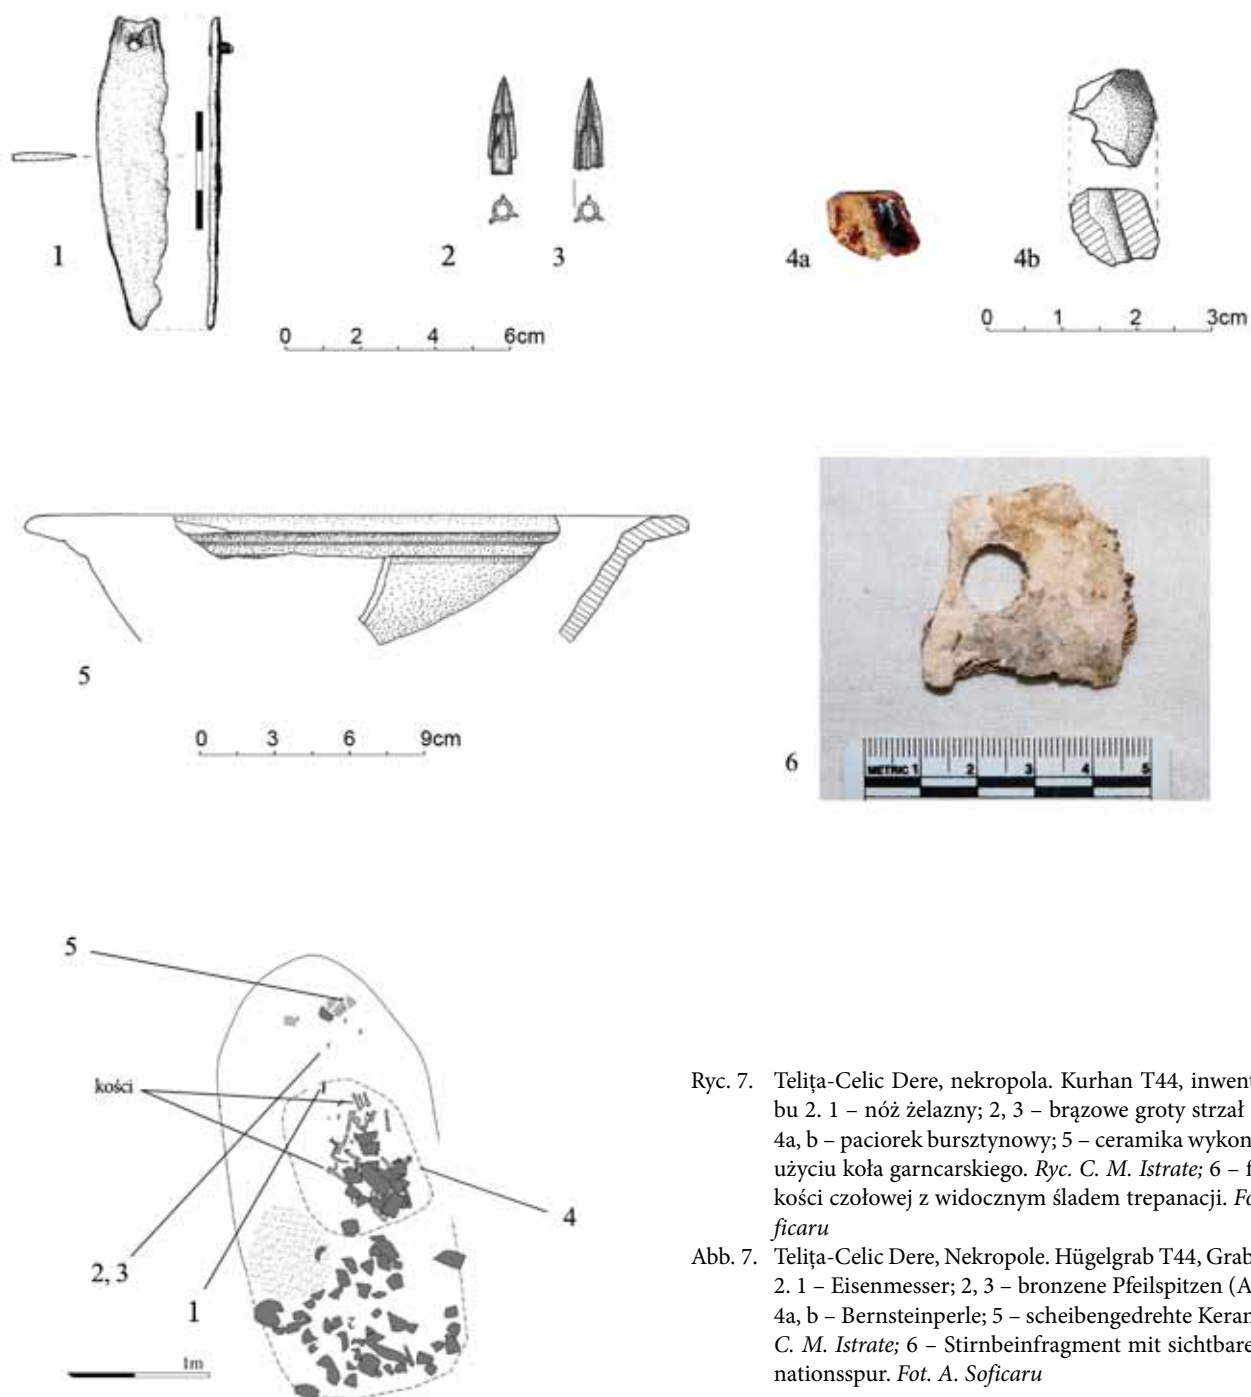 1
2
3
4a
4b
0 2 4 6cm
0 1 2 3cm
5
0 3 6 9cm
6
METRIC 1 2 3 4 5
5
kości
4
2, 3
1
1m
Ryc. 7. Telița-Celic Dere, nekropola. Kurhan T44, inwent
bu 2. 1 – nóż żelazny; 2, 3 – brązowe groty strzał
4a, b – paciorek bursztynowy; 5 – ceramika wykon
użyciu koła garncarskiego. Ryc. C. M. Istrate; 6 – f
kości czołowej z widocznym śladem trepanacji. Fo
ficaru
Abb. 7. Telița-Celic Dere, Nekropole. Hügelgrab T44, Grab
2. 1 – Eisenmesser; 2, 3 – bronzene Pfeilspitzen (A
4a, b – Bernsteinperle; 5 – scheibengedrehte Keran
C. M. Istrate; 6 – Stirnbeinfragment mit sichtbare
nationsspur. Fot. A. Soficaru